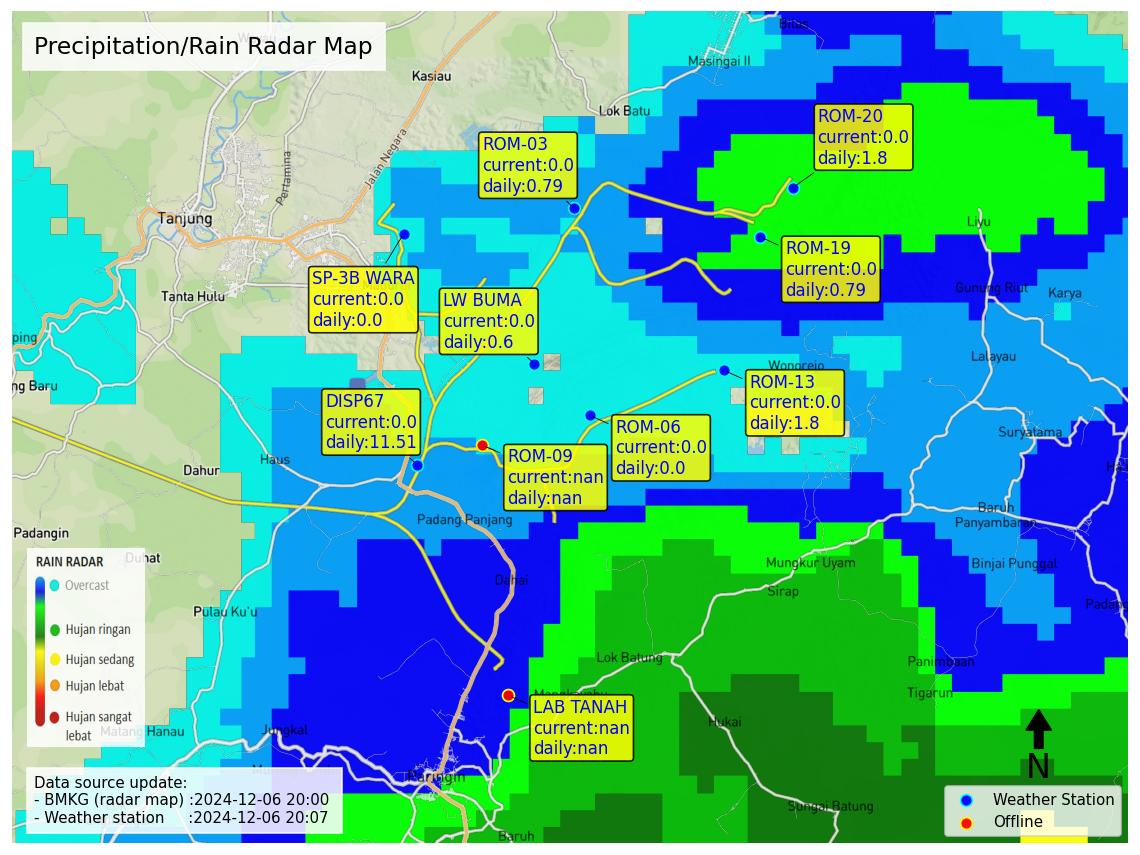 Precipitation/Rain Radar Map
Bilas
Masingai II
Kasiau
Lok Batu
Jalan Negara
Pertamina
ROM-20
current:0.0
daily:1.8
ROM-03
current:0.0
daily:0.79
Tanjung
Liyu
ROM-19
current:0.0
daily:0.79
SP-3B WARA
current:0.0
daily:0.0
Tanta Hulu
LW BUMA
current:0.0
daily:0.6
Gunung Riut
Karya
ping
Lalayau
Wonorejo
ng Baru
ROM-13
current:0.0
daily:1.8
DISP67
current:0.0
daily:11.51
ROM-06
current:0.0
daily:0.0
Suryatama
ROM-09
current:nan
daily:nan
Haus
Dahur
Padang Panjang
Baruh
Panyambaran
Padangin
Duhat
Mungkur Uyam
Binjai Punggal
Dahai
Sirap
Padang
Pulau Ku'u
RAIN RADAR
Overcast
Hujan ringan
Hujan sedang
Hujan lebat
Hujan sangat
lebat
Lok Batung
Panimbaan
Tigarun
Mangkayahu
LAB TANAH
current:nan
daily:nan
Hukai
Matang Hanau
Jungkal
N
Paringin
Sungai Batung
Baruh
Data source update:
- BMKG (radar map) :2024-12-06 20:00
- Weather station :2024-12-06 20:07
Weather Station
Offline